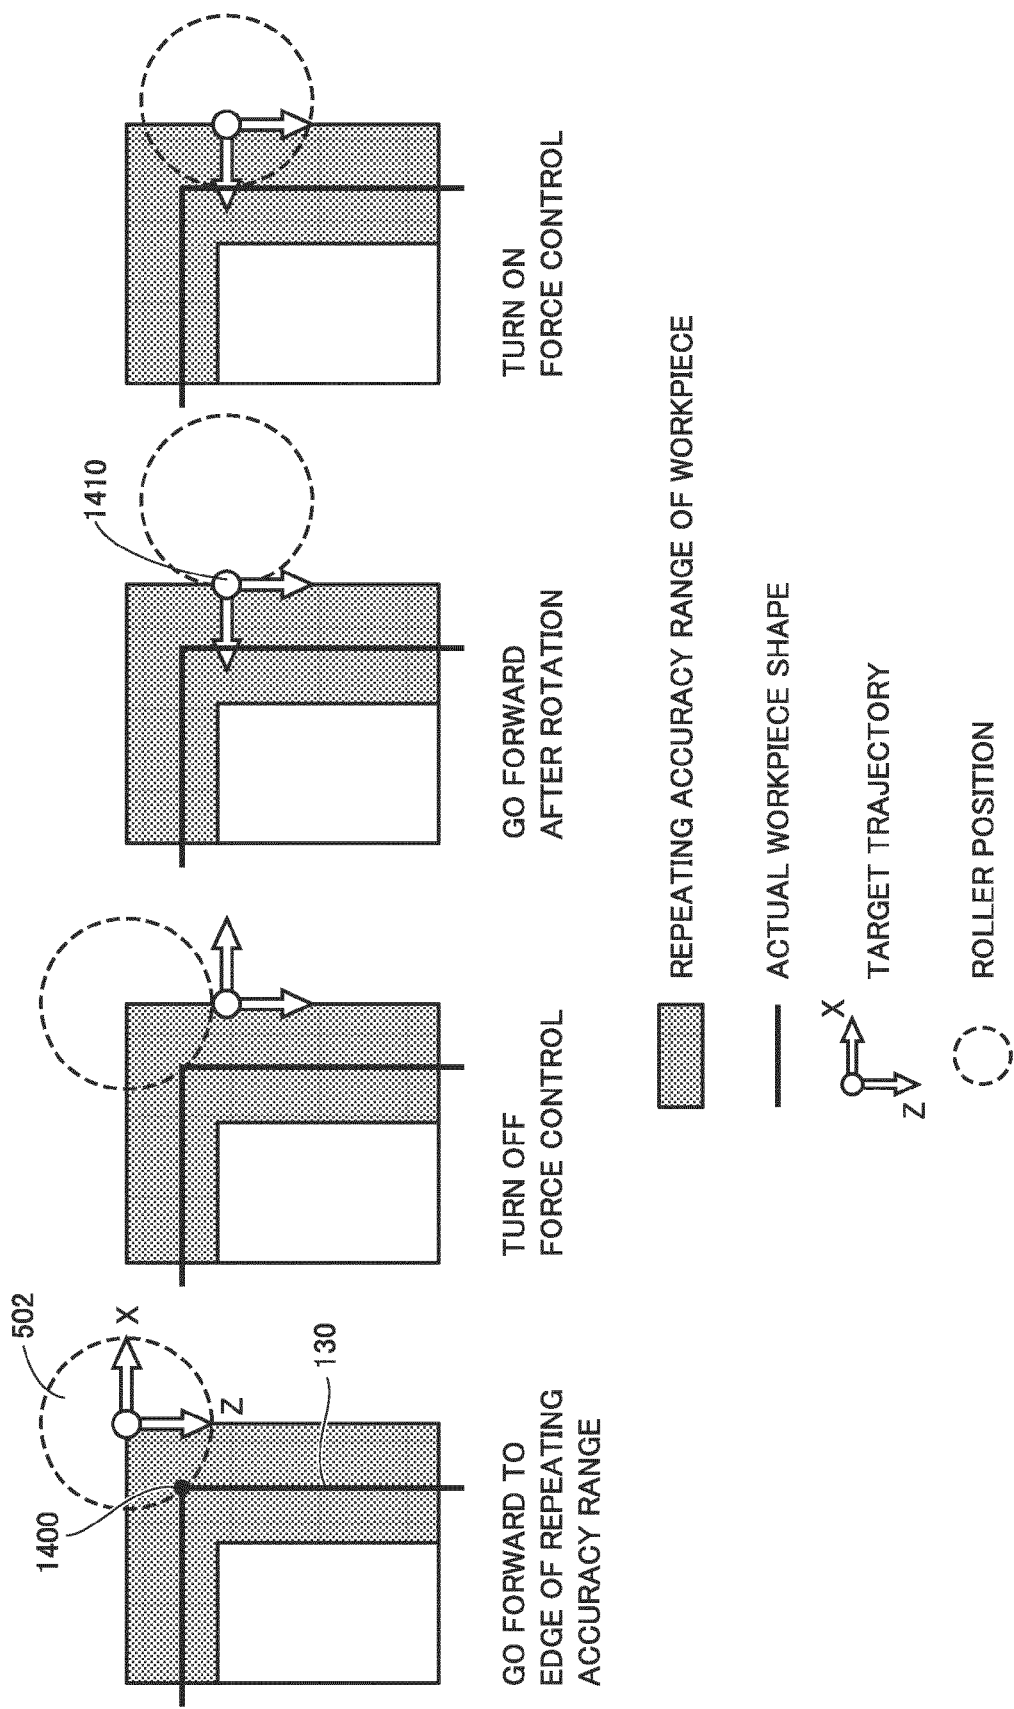 502
X
Z
1400
130
GO FORWARD TO
EDGE OF REPEATING
ACCURACY RANGE
TURN OFF
FORCE CONTROL
1410
GO FORWARD
AFTER ROTATION
TURN ON
FORCE CONTROL
REPEATING ACCURACY RANGE OF WORKPIECE
ACTUAL WORKPIECE SHAPE
X
Z
TARGET TRAJECTORY
ROLLER POSITION